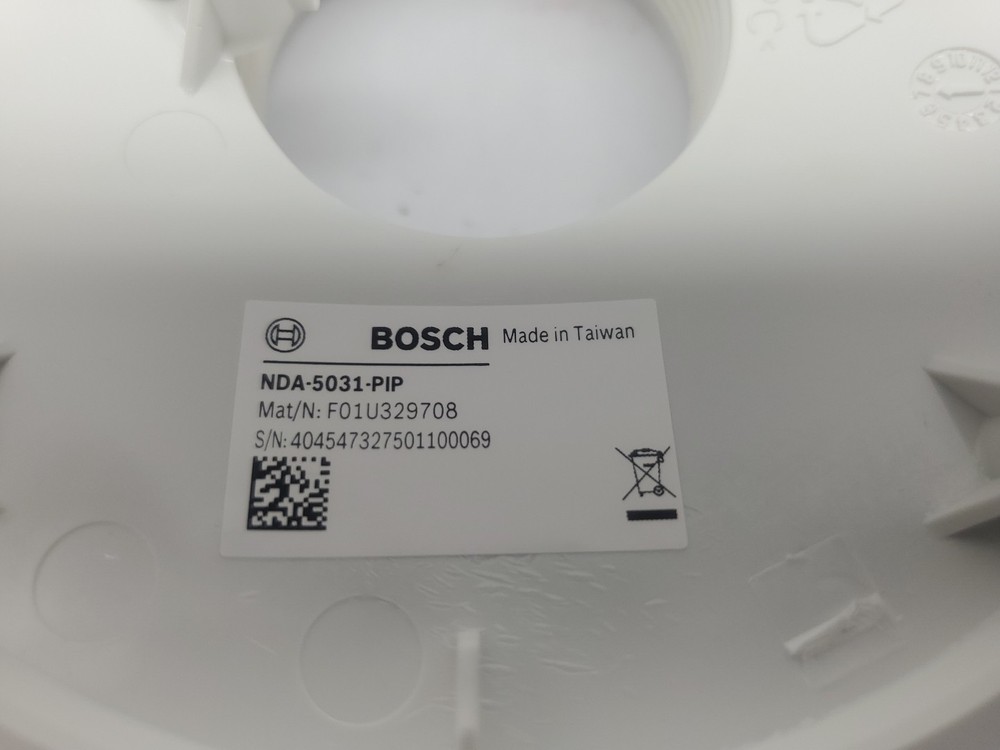 BOSCH Made in Taiwan
NDA-5031-PIP
Mat/N: F01U329708
S/N: 404547327501100069